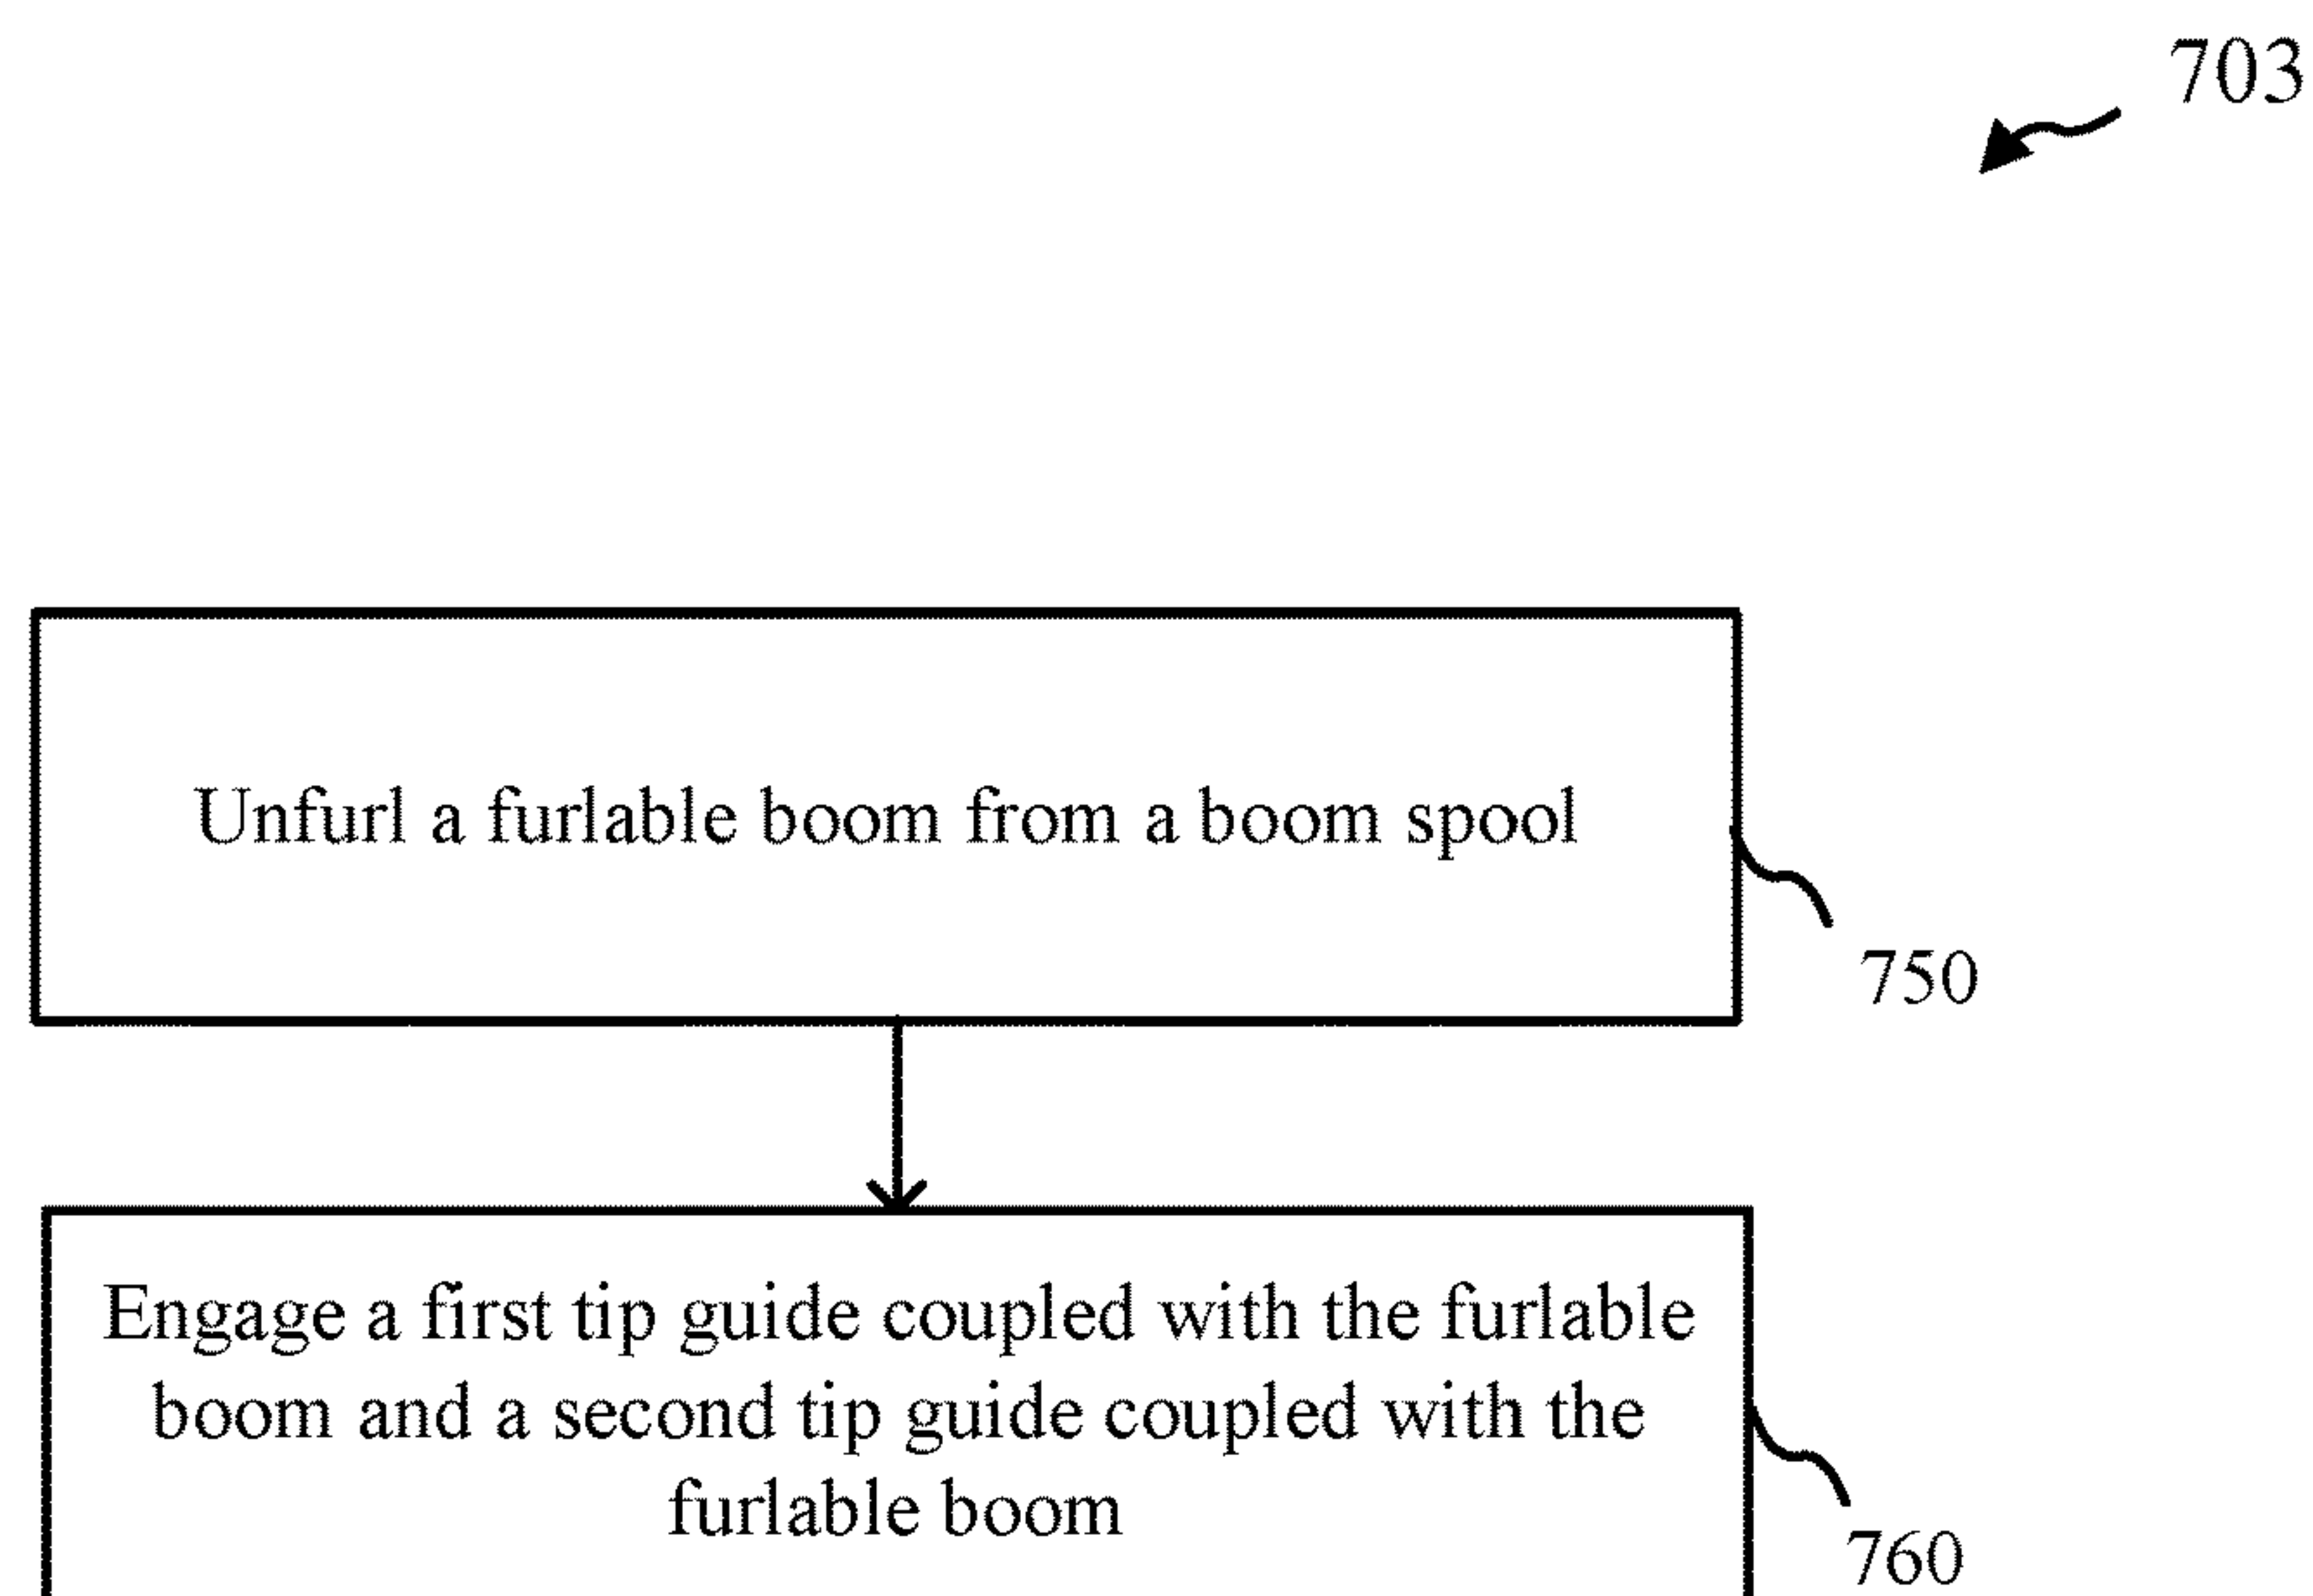 703
Unfurl a furlable boom from a boom spool
750
Engage a first tip guide coupled with the furlable
boom and a second tip guide coupled with the
furlable boom
760